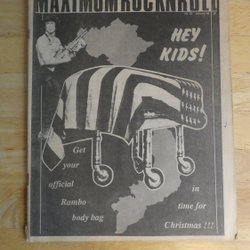 MAXIMUMROCKNROLL
HEY
KIDS!
Get
your
official
Rambo
body bag
in
time for
Christmas !!!